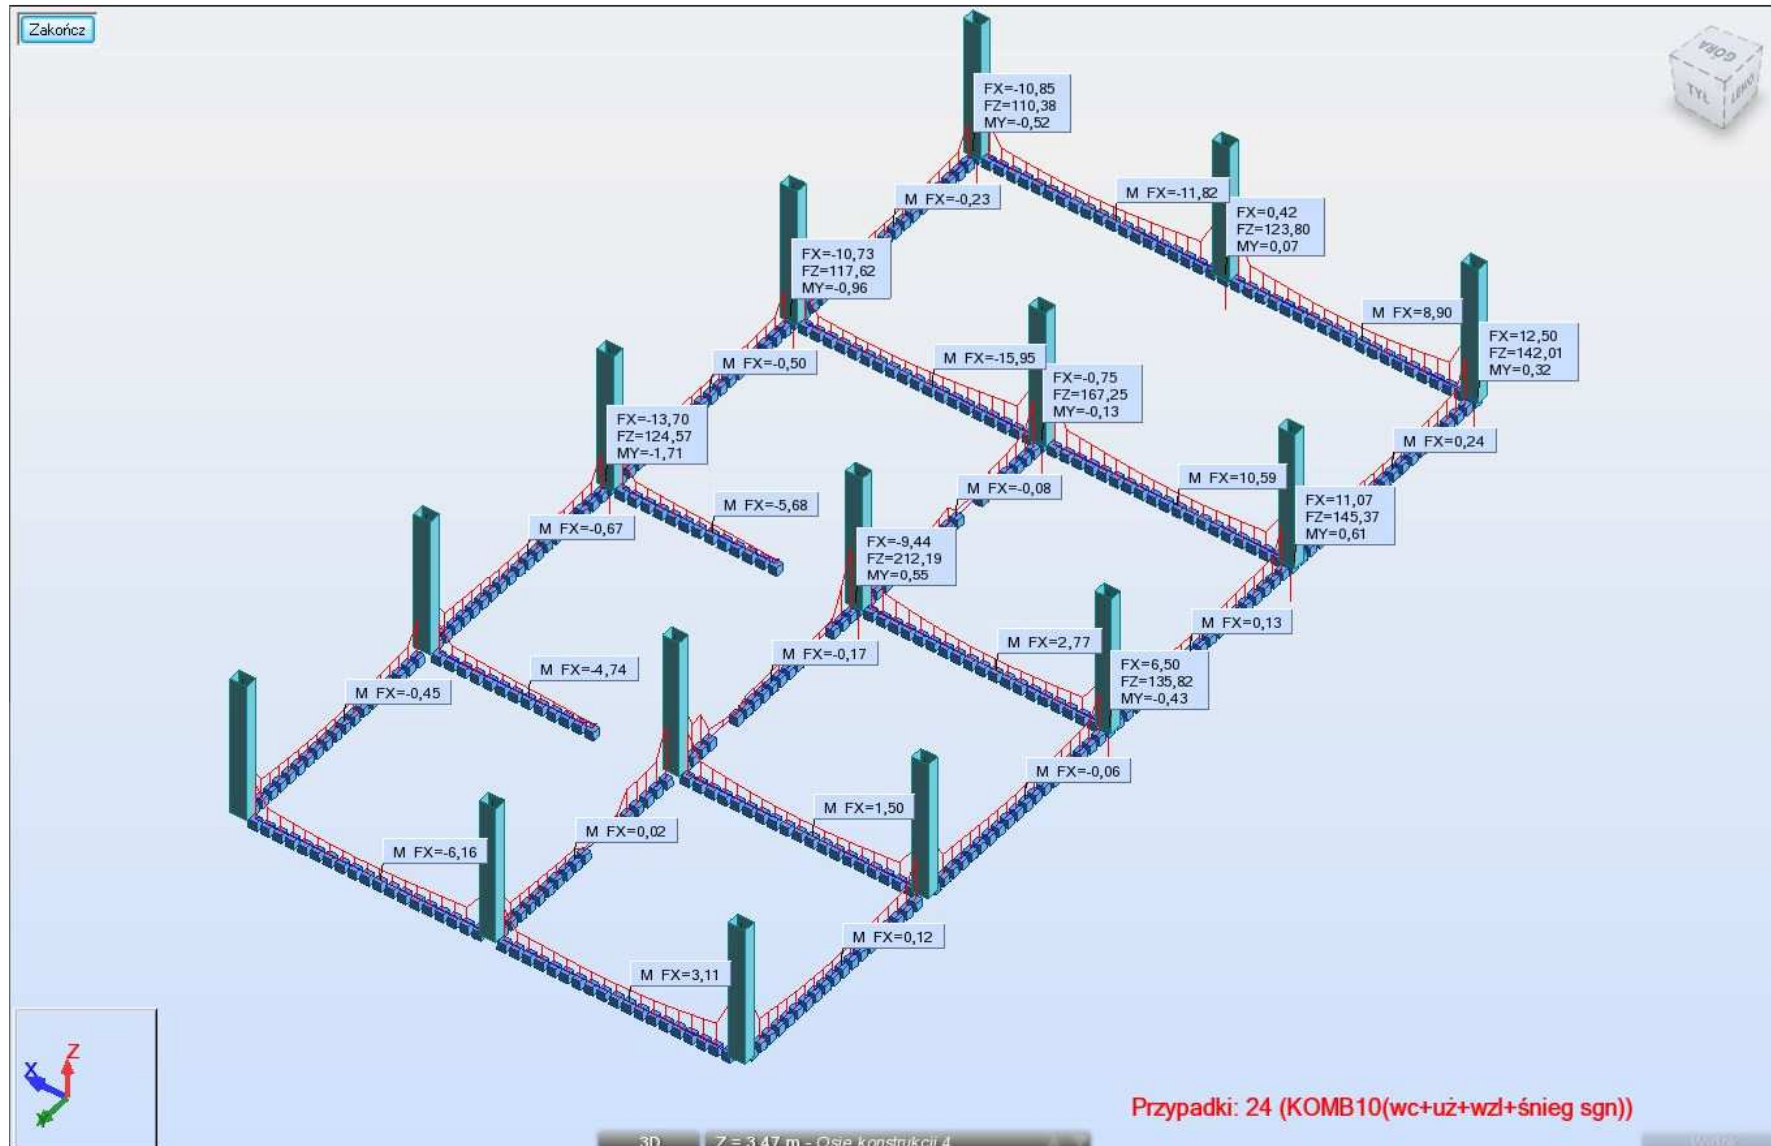 Zakończ
GÓRA
TYŁ
FX=-10,85
FZ=110,38
MY=-0,52
M FX=-0,23
M FX=-11,82
FX=0,42
FZ=123,80
MY=0,07
FX=-10,73
FZ=117,62
MY=-0,96
M FX=8,90
FX=12,50
FZ=142,01
MY=0,32
M FX=-0,50
M FX=-15,95
FX=-0,75
FZ=167,25
MY=-0,13
FX=-13,70
FZ=124,57
MY=-1,71
M FX=0,24
M FX=10,59
M FX=-0,08
M FX=-5,68
FX=11,07
FZ=145,37
MY=0,61
M FX=-0,67
FX=-9,44
FZ=212,19
MY=0,55
M FX=0,13
M FX=2,77
M FX=-0,17
FX=6,50
FZ=135,82
MY=-0,43
M FX=-4,74
M FX=-0,45
M FX=-0,06
M FX=1,50
M FX=0,02
M FX=-6,16
M FX=0,12
M FX=3,11
Z
X
Przypadki: 24 (KOMB10(wc+uż+wzl+śnieg sgn))
3D
Z = 3,47 m - Osie konstrukcji 4